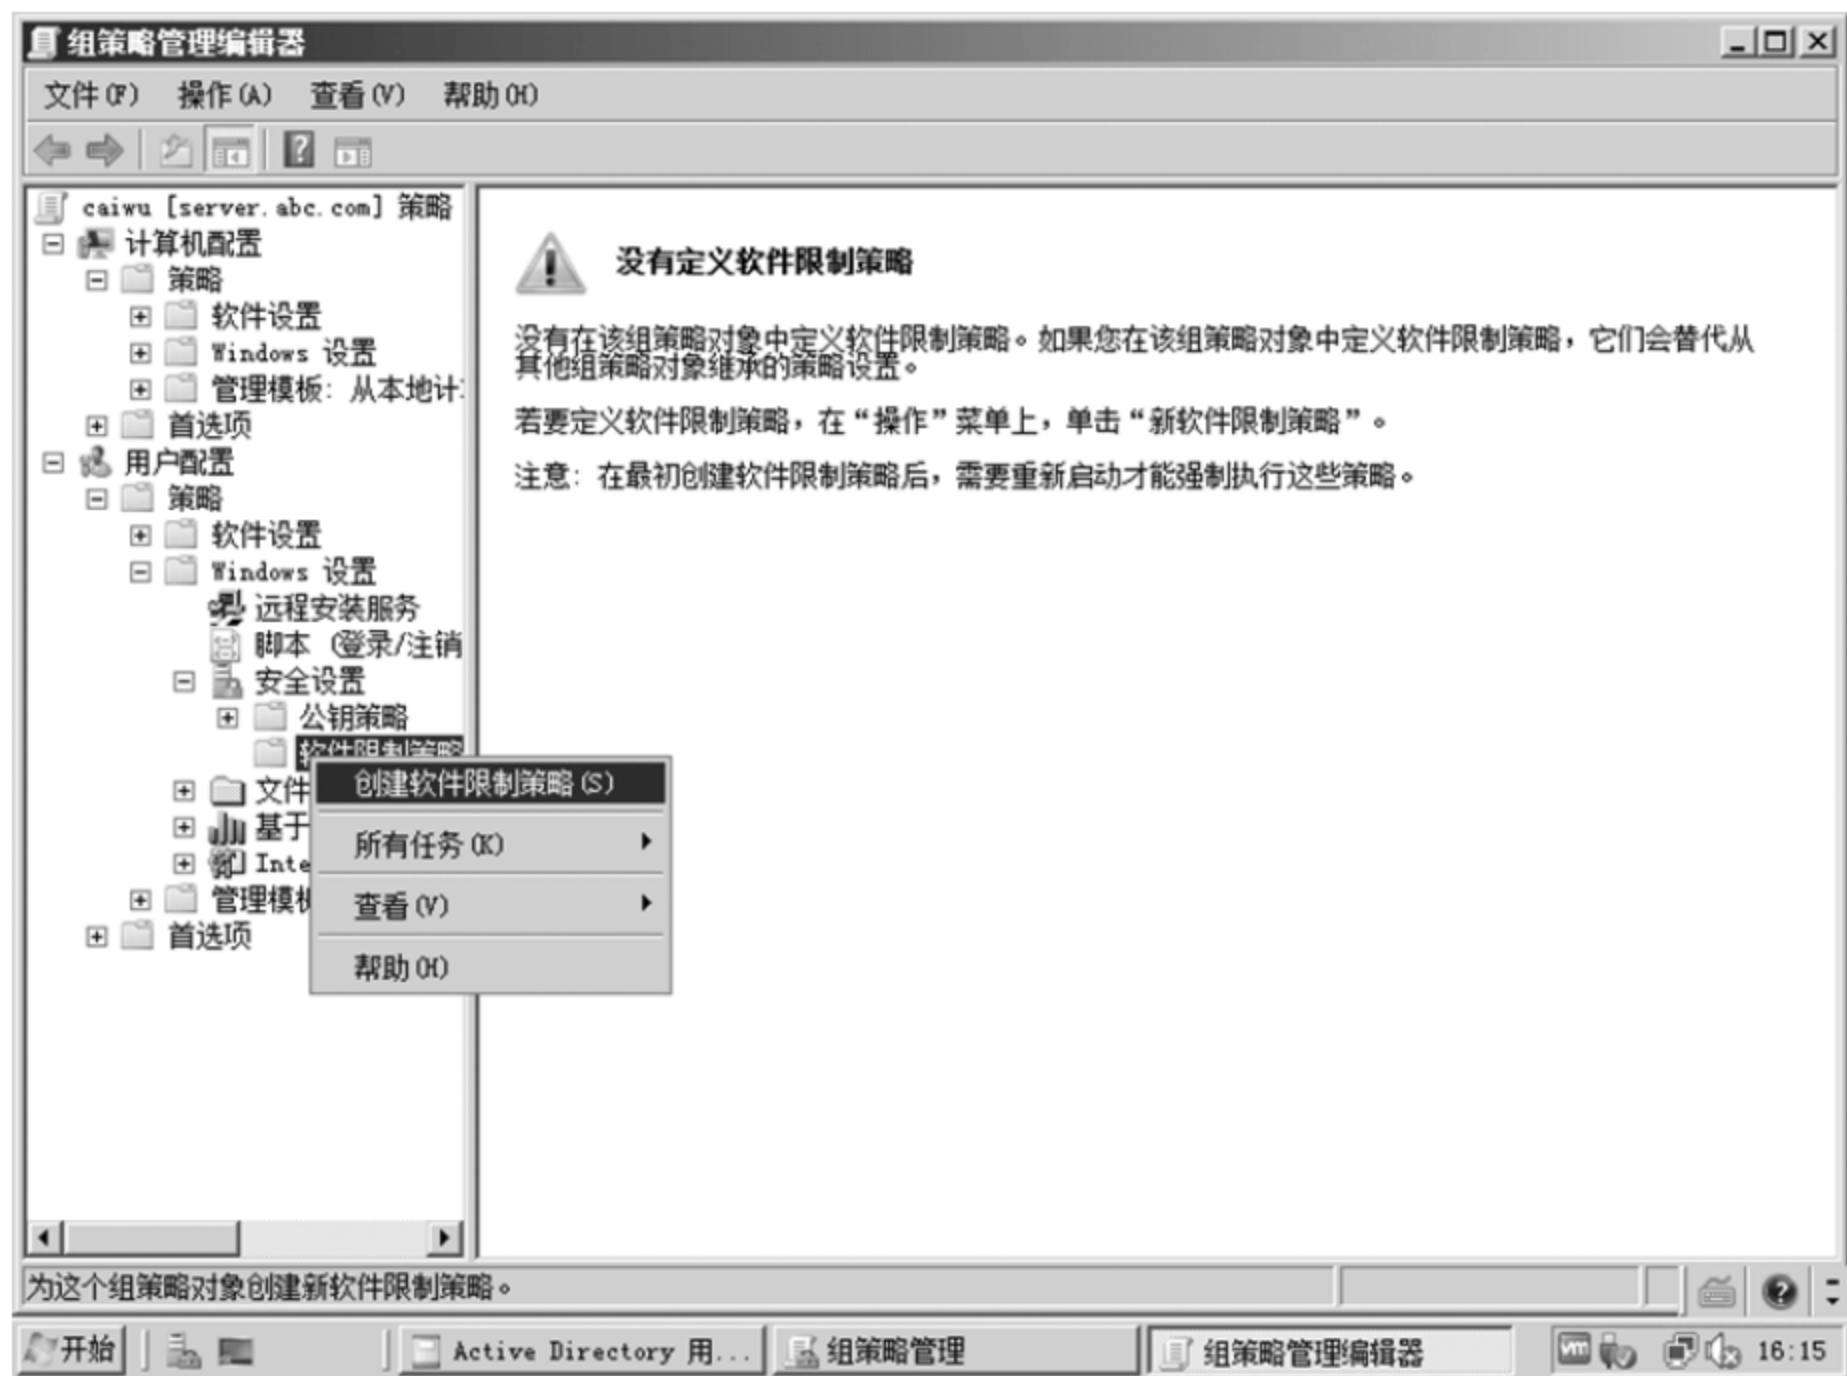 组策略管理编辑器
文件(F) 操作(A) 查看(V) 帮助(H)
caiwu [server.abc.com] 策略
计算机配置
策略
软件设置
Windows 设置
管理模板: 从本地计
首选项
用户配置
策略
软件设置
Windows 设置
远程安装服务
脚本 (登录/注销
安全设置
公钥策略
软件限制策略
文件
基于
Inte
管理模板
首选项
创建软件限制策略(S)
所有任务(K)
查看(V)
帮助(H)
没有定义软件限制策略
没有在该组策略对象中定义软件限制策略。如果您在该组策略对象中定义软件限制策略，它们会替代从
其他组策略对象继承的策略设置。
若要定义软件限制策略，在“操作”菜单上，单击“新软件限制策略”。
注意: 在最初创建软件限制策略后，需要重新启动才能强制执行这些策略。
为这个组策略对象创建新软件限制策略。
开始 Active Directory 用... 组策略管理 组策略管理编辑器 vm 16:15